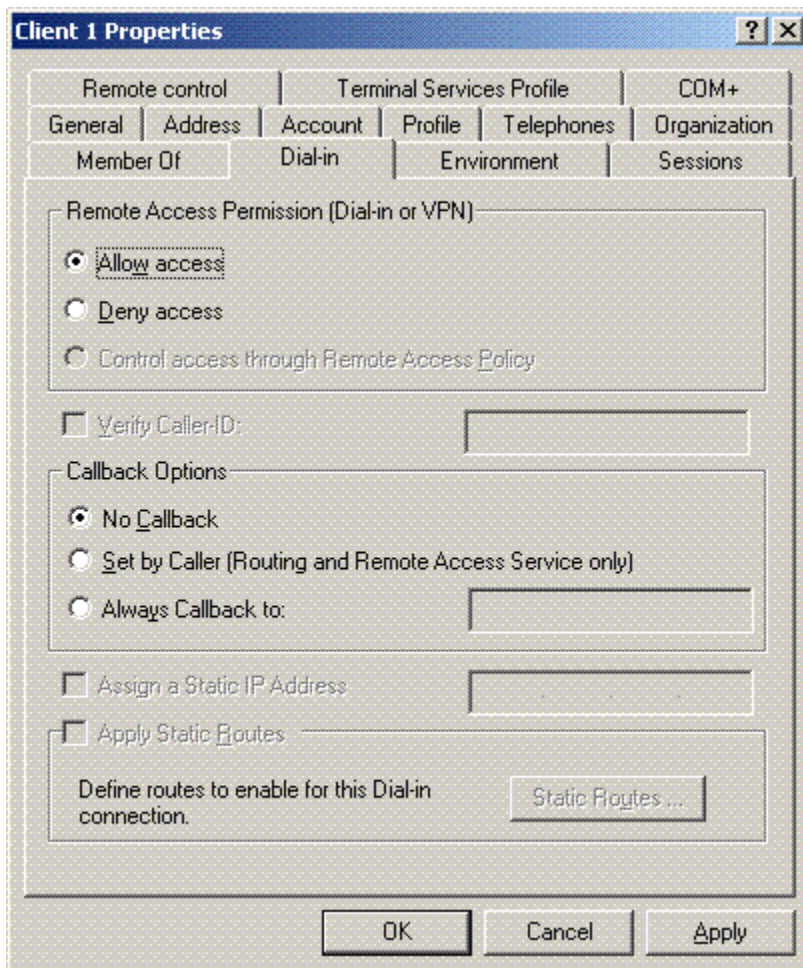 Client 1 Properties
Remote control Terminal Services Profile COM+
General Address Account Profile Telephones Organization
Member Of Dial-in Environment Sessions
Remote Access Permission (Dial-in or VPN)
Allow access
Deny access
Control access through Remote Access Policy
Verify Caller-ID:
Callback Options
No Callback
Set by Caller (Routing and Remote Access Service only)
Always Callback to:
Assign a Static IP Address
Apply Static Routes
Define routes to enable for this Dial-in
connection.
Static Routes ...
OK Cancel Apply